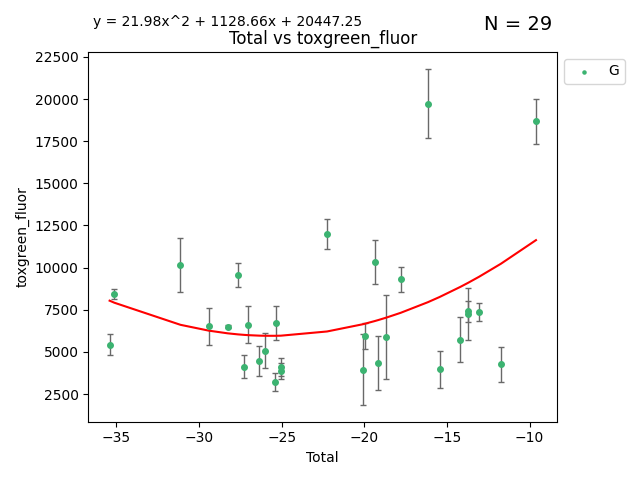 y = 21.98x^2 + 1128.66x + 20447.25
N = 29
Total vs toxgreen_fluor
G
toxgreen_fluor
22500
20000
17500
15000
12500
10000
7500
5000
2500
−35 −30 −25 −20 −15 −10
Total